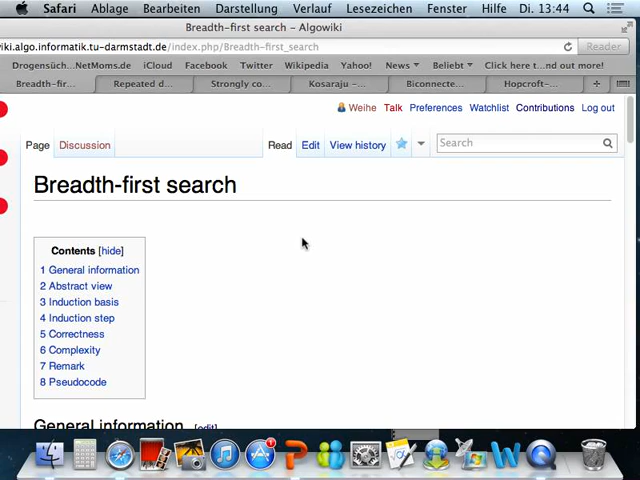 Safari Ablage Bearbeiten Darstellung Verlauf Lesezeichen Fenster Hilfe Di. 13:44
Breadth-first search – Algowiki
wiki.algo.informatik.tu-darmstadt.de/index.php/Breadth-first_search Reader
Drogensüch...NetMoms.de iCloud Facebook Twitter Wikipedia Yahoo! News Beliebt Click here t...nd out more!
Breadth-fir... Repeated d... Strongly co... Kosaraju -... Biconnecte... Hopcroft-...
Weihe Talk Preferences Watchlist Contributions Log out
Page Discussion Read Edit View history Search
Breadth-first search
Contents [hide]
1 General information
2 Abstract view
3 Induction basis
4 Induction step
5 Correctness
6 Complexity
7 Remark
8 Pseudocode
General information [edit]
1